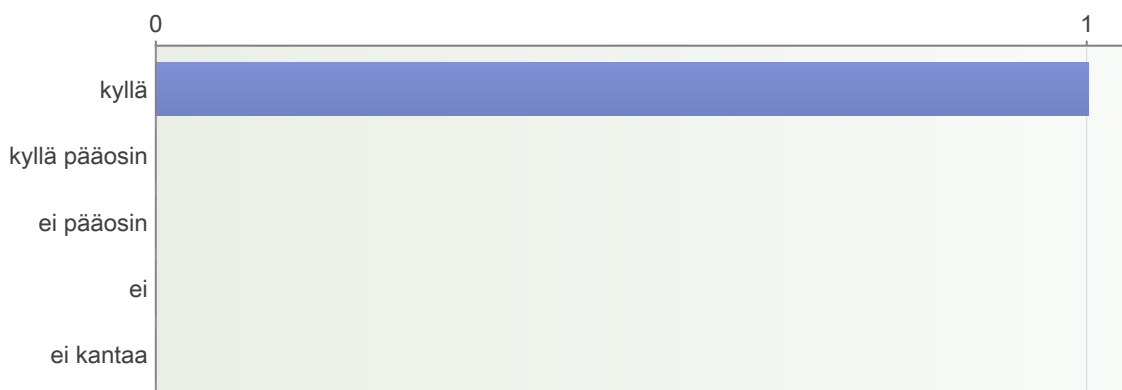 0 1
kyllä
kyllä pääosin
ei pääosin
ei
ei kantaa